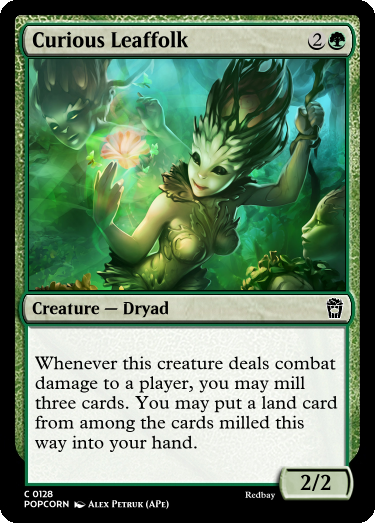 Curious Leaffolk 2
Creature — Dryad
Whenever this creature deals combat
damage to a player, you may mill
three cards. You may put a land card
from among the cards milled this
way into your hand.
2/2
C 0128
POPCORN Alex Petruk (APe)
Redbay